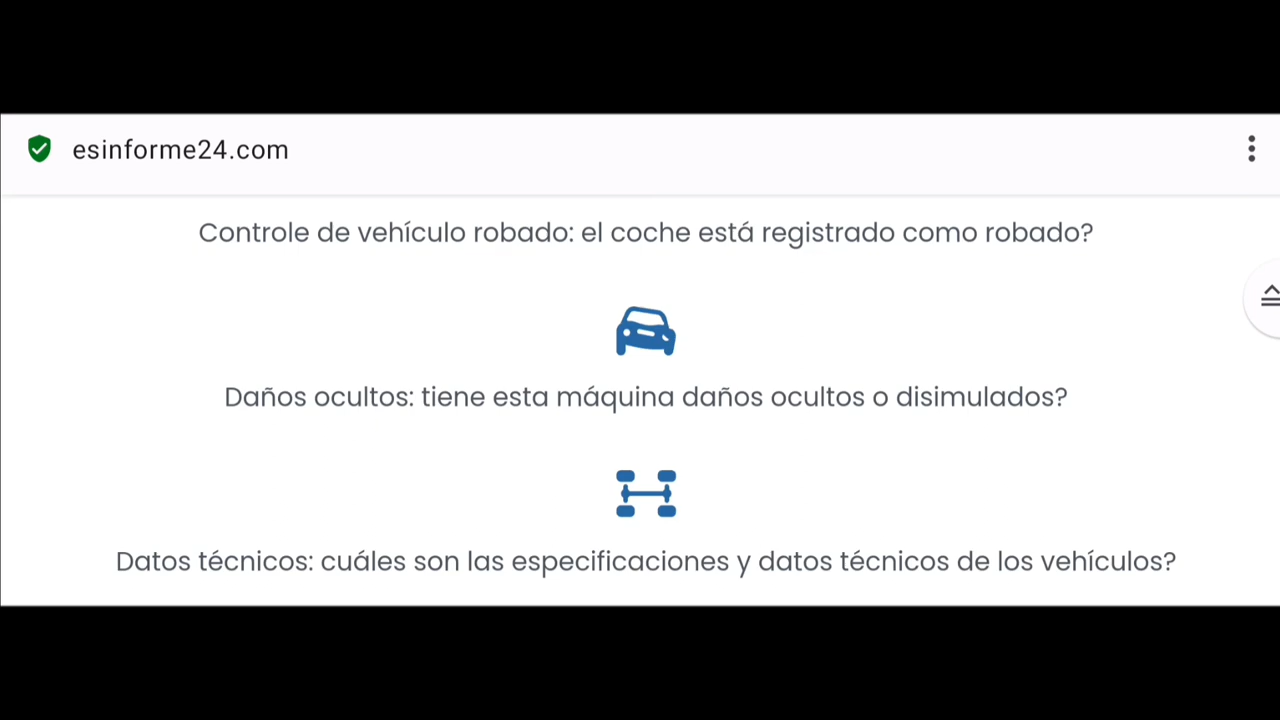 esinforme24.com
Controle de vehículo robado: el coche está registrado como robado?
Daños ocultos: tiene esta máquina daños ocultos o disimulados?
Datos técnicos: cuáles son las especificaciones y datos técnicos de los vehículos?